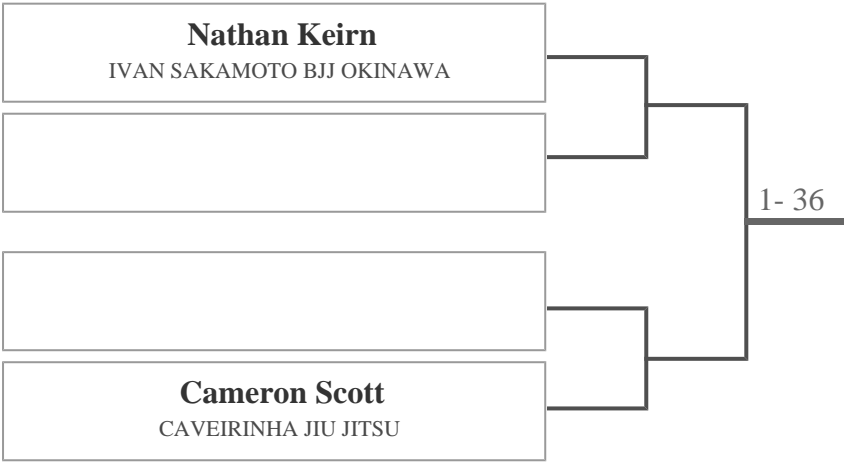 Nathan Keirn
IVAN SAKAMOTO BJJ OKINAWA
1- 36
Cameron Scott
CAVEIRINHA JIU JITSU